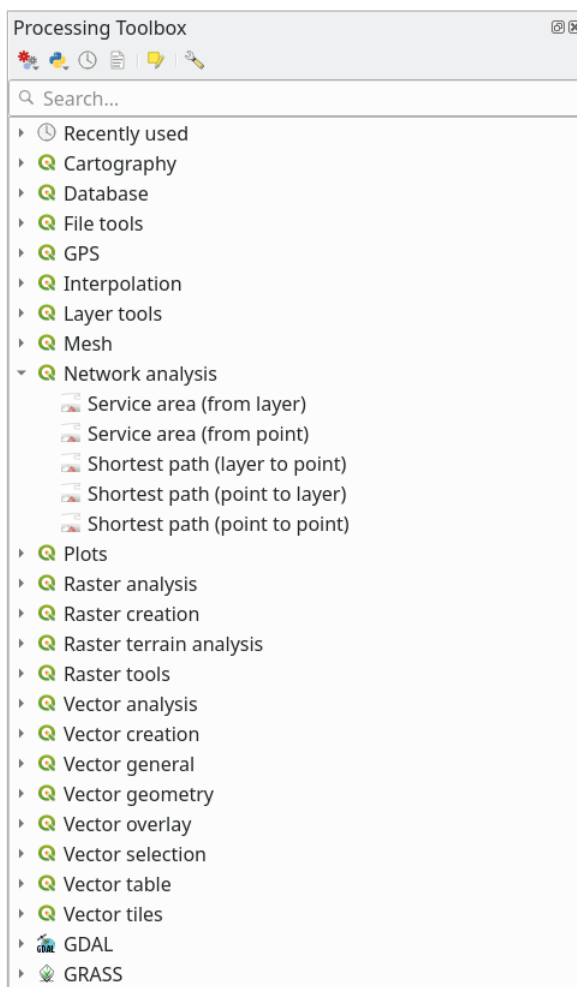 Processing Toolbox
Search...
Recently used
Cartography
Database
File tools
GPS
Interpolation
Layer tools
Mesh
Network analysis
Service area (from layer)
Service area (from point)
Shortest path (layer to point)
Shortest path (point to layer)
Shortest path (point to point)
Plots
Raster analysis
Raster creation
Raster terrain analysis
Raster tools
Vector analysis
Vector creation
Vector general
Vector geometry
Vector overlay
Vector selection
Vector table
Vector tiles
GDAL GDAL
GRASS